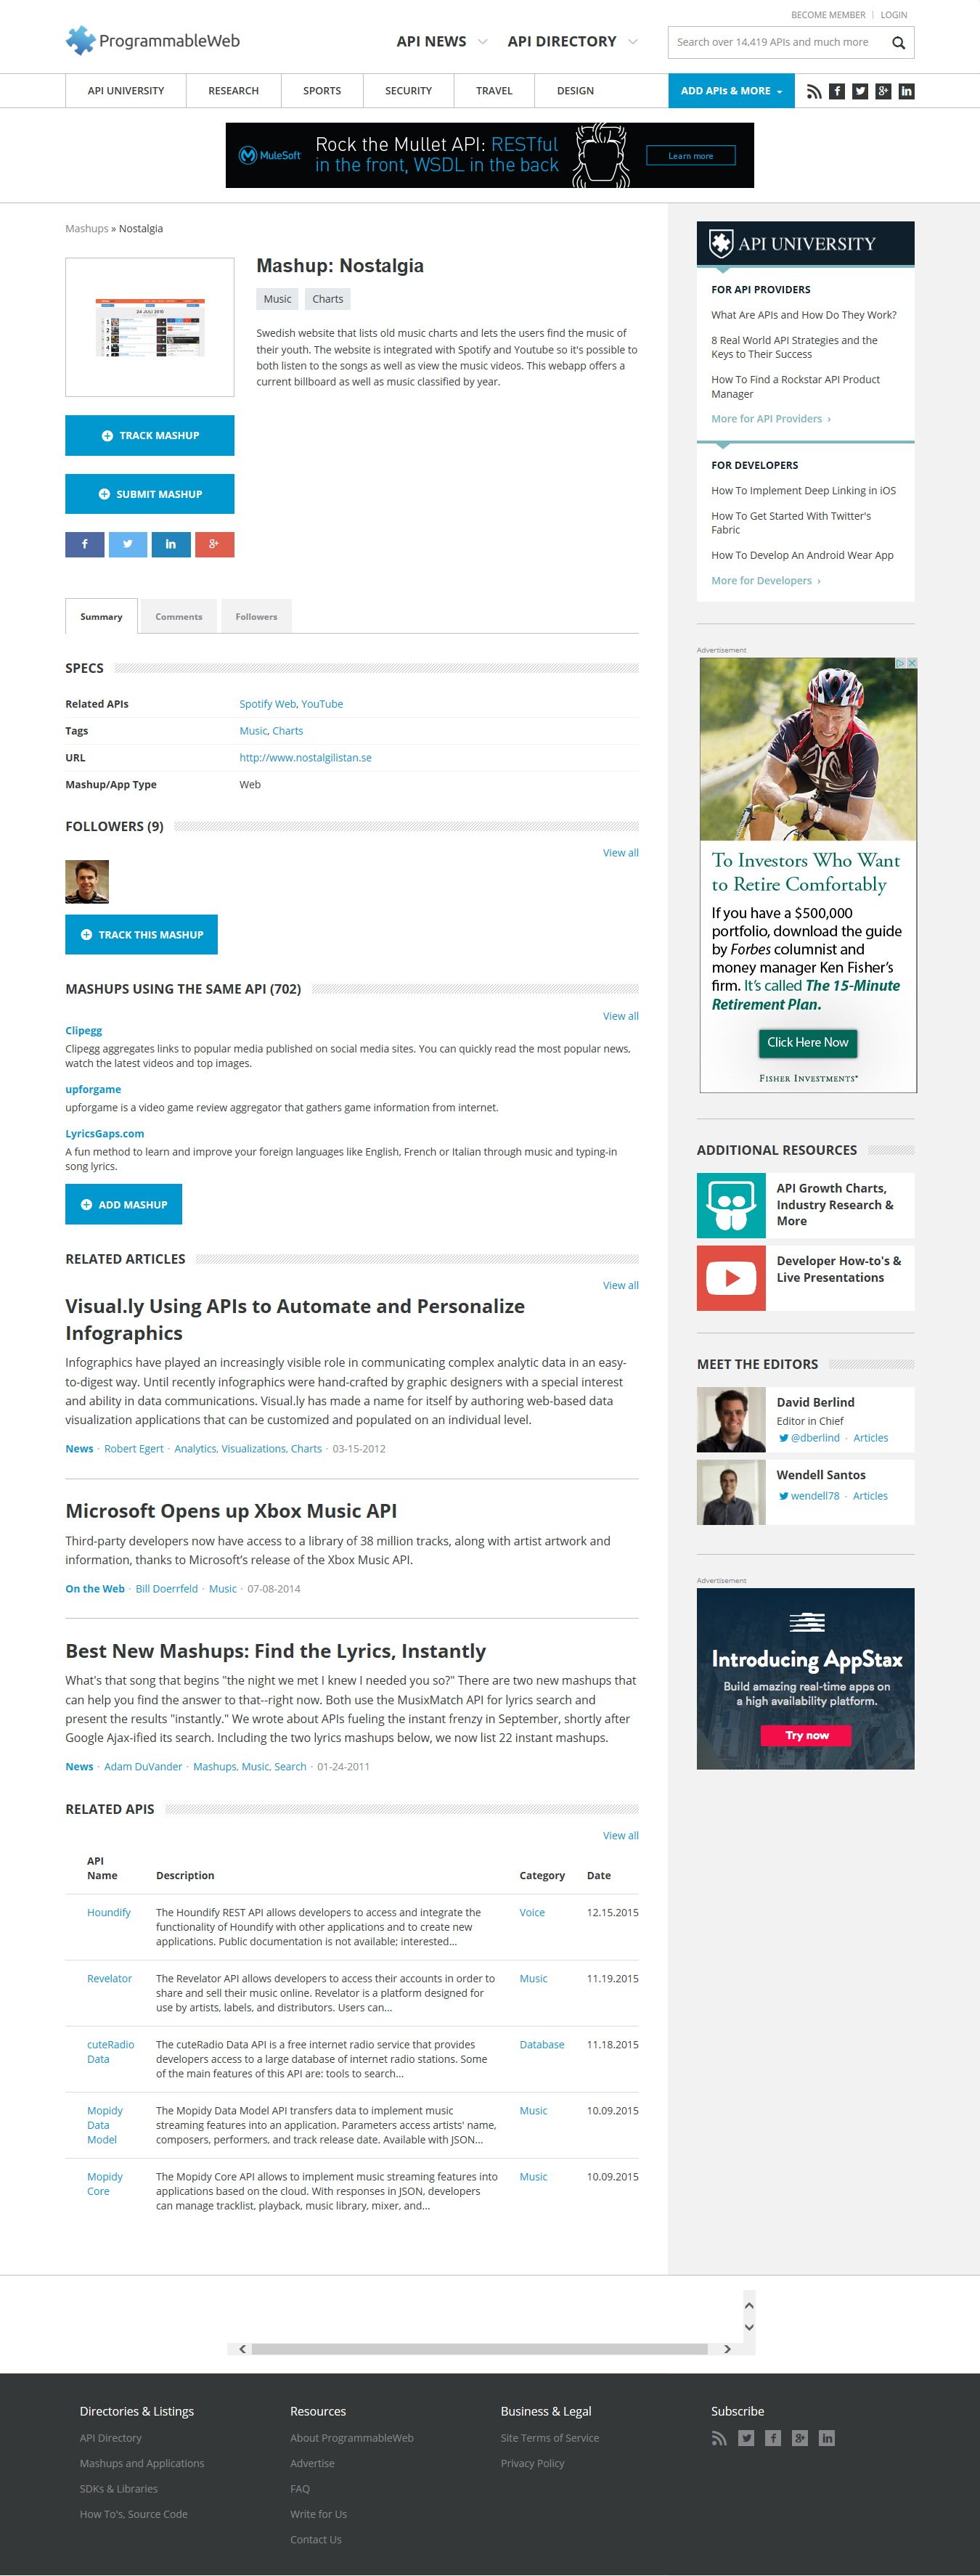 BECOME MEMBER | LOGIN
ProgrammableWeb
API NEWS
API DIRECTORY
Search over 14,419 APIs and much more
API UNIVERSITY
RESEARCH
SPORTS
SECURITY
TRAVEL
DESIGN
ADD APIs & MORE
MuleSoft
Rock the Mullet API: RESTful
in the front, WSDL in the back
Learn more
Mashups » Nostalgia
24 JULI 2010
Mashup: Nostalgia
Music
Charts
Swedish website that lists old music charts and lets the users find the music of
their youth. The website is integrated with Spotify and Youtube so it's possible to
both listen to the songs as well as view the music videos. This webapp offers a
current billboard as well as music classified by year.
TRACK MASHUP
SUBMIT MASHUP
Summary
Comments
Followers
SPECS
Related APIs Spotify Web, YouTube
Tags Music, Charts
URL http://www.nostalgilistan.se
Mashup/App Type Web
FOLLOWERS (9)
View all
TRACK THIS MASHUP
MASHUPS USING THE SAME API (702)
View all
Clipegg
Clipegg aggregates links to popular media published on social media sites. You can quickly read the most popular news,
watch the latest videos and top images.
upforgame
upforgame is a video game review aggregator that gathers game information from internet.
LyricsGaps.com
A fun method to learn and improve your foreign languages like English, French or Italian through music and typing-in
song lyrics.
ADD MASHUP
RELATED ARTICLES
View all
Visual.ly Using APIs to Automate and Personalize
Infographics
Infographics have played an increasingly visible role in communicating complex analytic data in an easy-
to-digest way. Until recently infographics were hand-crafted by graphic designers with a special interest
and ability in data communications. Visual.ly has made a name for itself by authoring web-based data
visualization applications that can be customized and populated on an individual level.
News · Robert Egert · Analytics, Visualizations, Charts · 03-15-2012
Microsoft Opens up Xbox Music API
Third-party developers now have access to a library of 38 million tracks, along with artist artwork and
information, thanks to Microsoft's release of the Xbox Music API.
On the Web · Bill Doerrfeld · Music · 07-08-2014
Best New Mashups: Find the Lyrics, Instantly
What's that song that begins "the night we met I knew I needed you so?" There are two new mashups that
can help you find the answer to that--right now. Both use the MusixMatch API for lyrics search and
present the results "instantly." We wrote about APIs fueling the instant frenzy in September, shortly after
Google Ajax-ified its search. Including the two lyrics mashups below, we now list 22 instant mashups.
News · Adam DuVander · Mashups, Music, Search · 01-24-2011
RELATED APIS
View all
API
Name Description Category Date
Houndify The Houndify REST API allows developers to access and integrate the Voice 12.15.2015
functionality of Houndify with other applications and to create new
applications. Public documentation is not available; interested...
Revelator The Revelator API allows developers to access their accounts in order to Music 11.19.2015
share and sell their music online. Revelator is a platform designed for
use by artists, labels, and distributors. Users can...
cuteRadio The cuteRadio Data API is a free internet radio service that provides Database 11.18.2015
Data developers access to a large database of internet radio stations. Some
of the main features of this API are: tools to search...
Mopidy The Mopidy Data Model API transfers data to implement music Music 10.09.2015
Data streaming features into an application. Parameters access artists' name,
Model composers, performers, and track release date. Available with JSON...
Mopidy The Mopidy Core API allows to implement music streaming features into Music 10.09.2015
Core applications based on the cloud. With responses in JSON, developers
can manage tracklist, playback, music library, mixer, and...
API UNIVERSITY
FOR API PROVIDERS
What Are APIs and How Do They Work?
8 Real World API Strategies and the
Keys to Their Success
How To Find a Rockstar API Product
Manager
More for API Providers ›
FOR DEVELOPERS
How To Implement Deep Linking in iOS
How To Get Started With Twitter's
Fabric
How To Develop An Android Wear App
More for Developers ›
Advertisement
To Investors Who Want
to Retire Comfortably
If you have a $500,000
portfolio, download the guide
by Forbes columnist and
money manager Ken Fisher's
firm. It's called The 15-Minute
Retirement Plan.
Click Here Now
FISHER INVESTMENTS®
ADDITIONAL RESOURCES
API Growth Charts,
Industry Research &
More
Developer How-to's &
Live Presentations
MEET THE EDITORS
David Berlind
Editor in Chief
@dberlind · Articles
Wendell Santos
wendell78 · Articles
Advertisement
Introducing AppStax
Build amazing real-time apps on
a high availability platform.
Try now
Directories & Listings
API Directory
Mashups and Applications
SDKs & Libraries
How To's, Source Code
Resources
About ProgrammableWeb
Advertise
FAQ
Write for Us
Contact Us
Business & Legal
Site Terms of Service
Privacy Policy
Subscribe